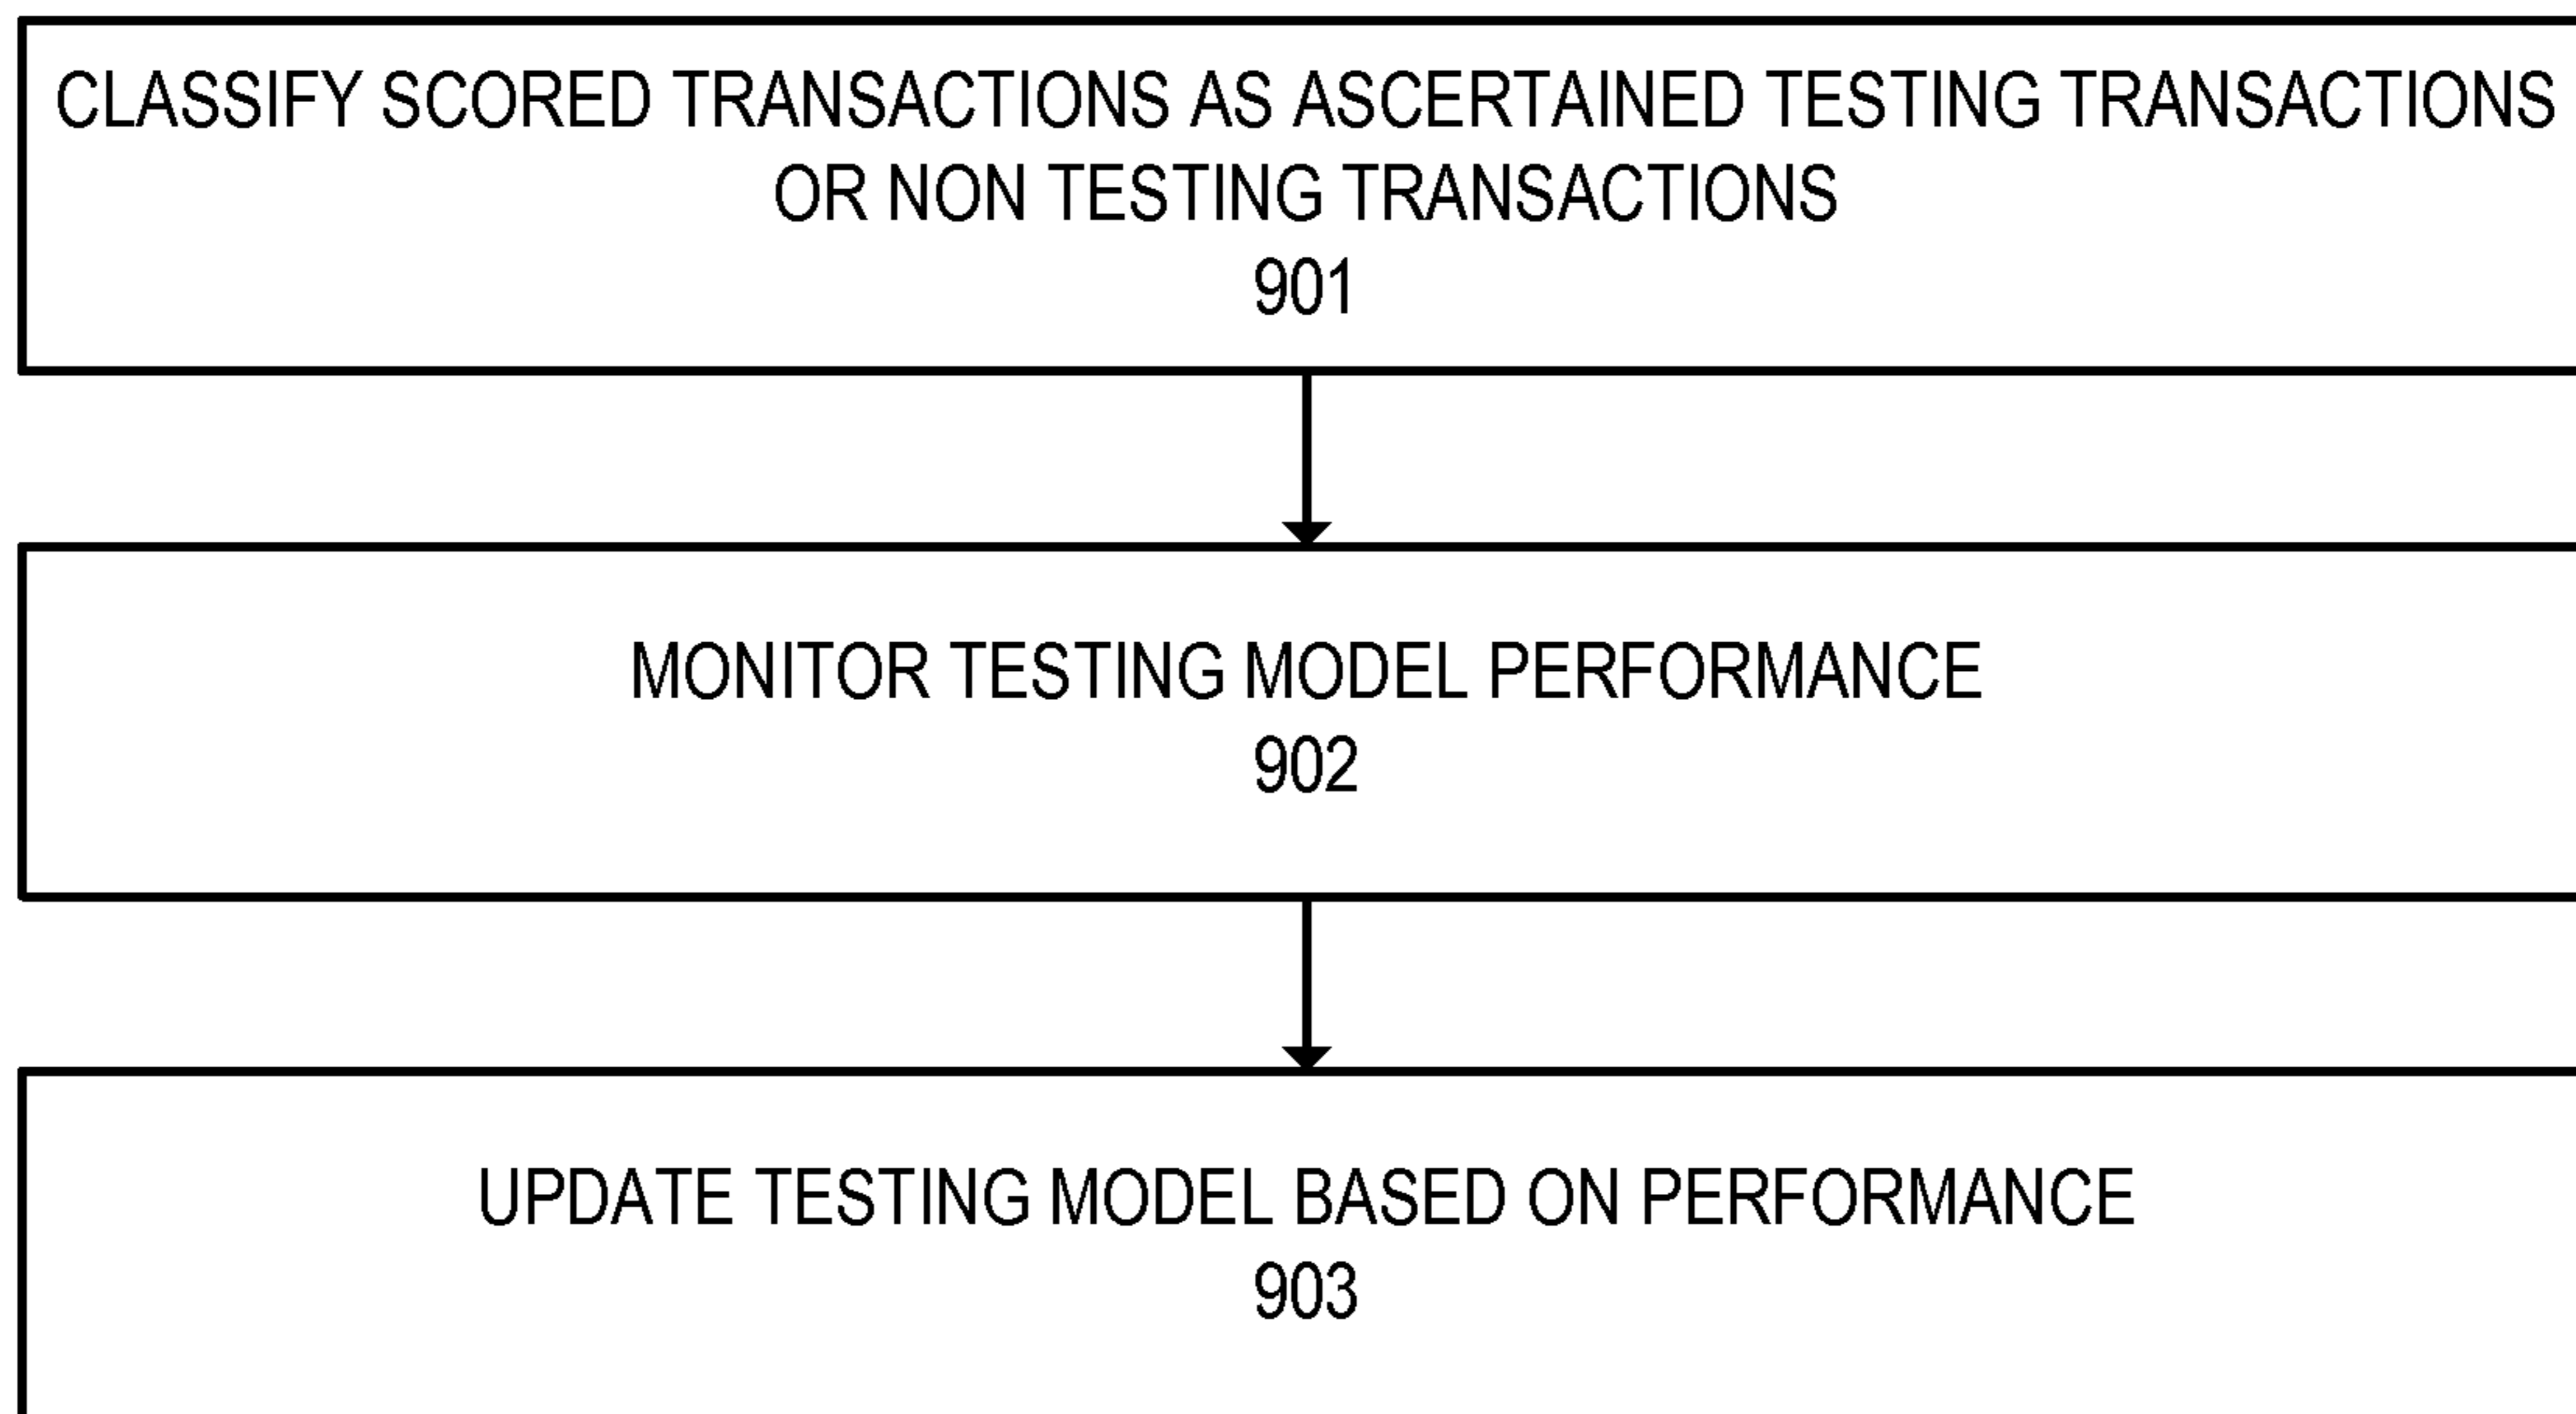 CLASSIFY SCORED TRANSACTIONS AS ASCERTAINED TESTING TRANSACTIONS
OR NON TESTING TRANSACTIONS
901
MONITOR TESTING MODEL PERFORMANCE
902
UPDATE TESTING MODEL BASED ON PERFORMANCE
903